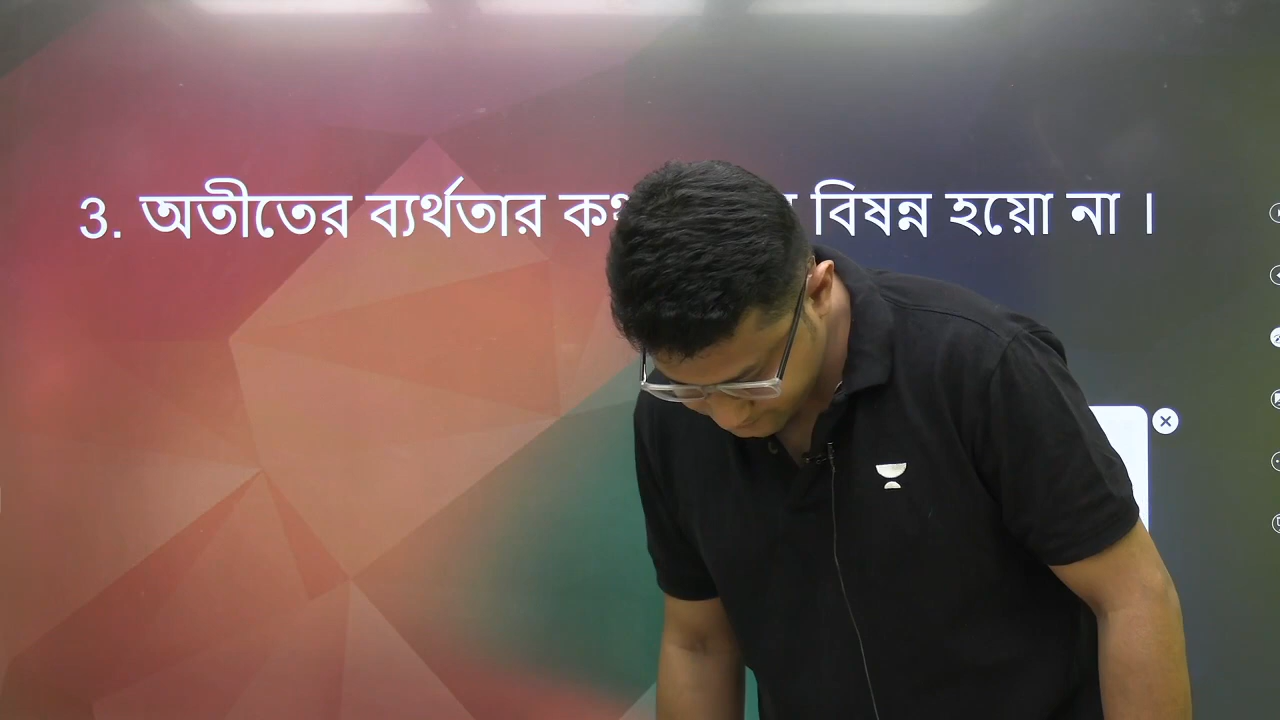 3. অতীতের ব্যর্থতার বিষন্ন হয়ো না ।